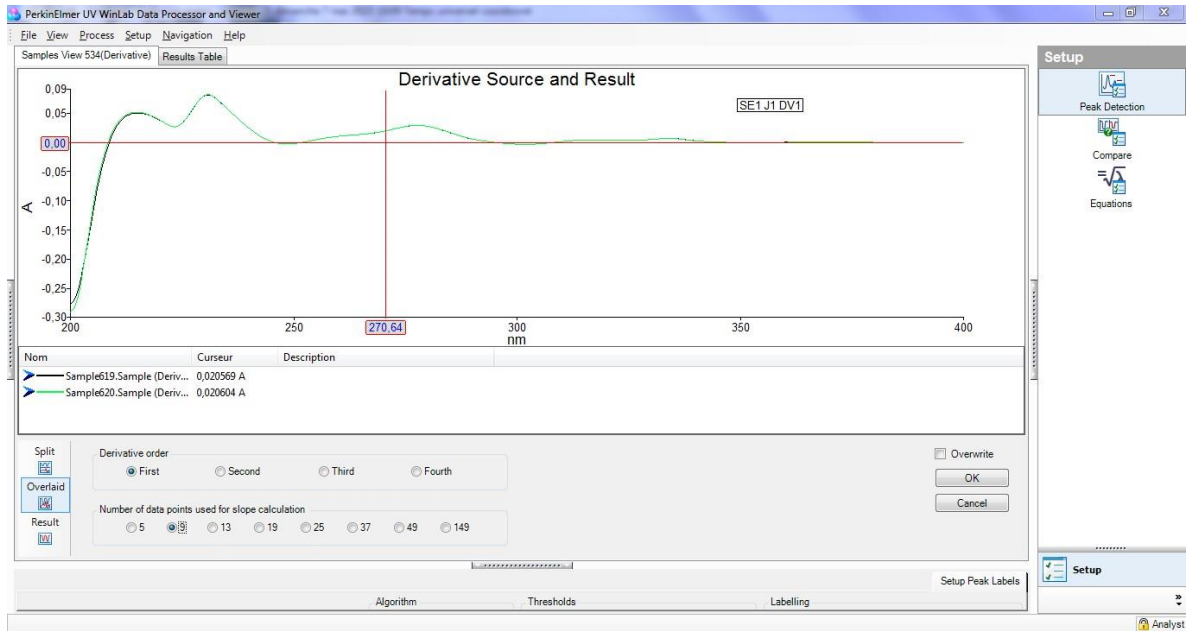 PerkinElmer UV WinLab Data Processor and Viewer
File View Process Setup Navigation Help
Samples View 534(Derivative) Results Table
Setup
Derivative Source and Result
Peak Detection
SE1 J1 DV1
Compare
Equations
0,09
0,05
0,00
-0,05
-0,10
-0,15
-0,20
-0,25
-0,30
A
200 250 270,64 300 350 400
nm
Nom Curseur Description
Sample619.Sample (Deriv... 0,020569 A
Sample620.Sample (Deriv... 0,020604 A
Split
Overlaid
Result
Derivative order
First Second Third Fourth
Number of data points used for slope calculation
5 9 13 19 25 37 49 149
Overwrite
OK
Cancel
Setup
Setup Peak Labels
Algorithm Thresholds Labelling
Analyst